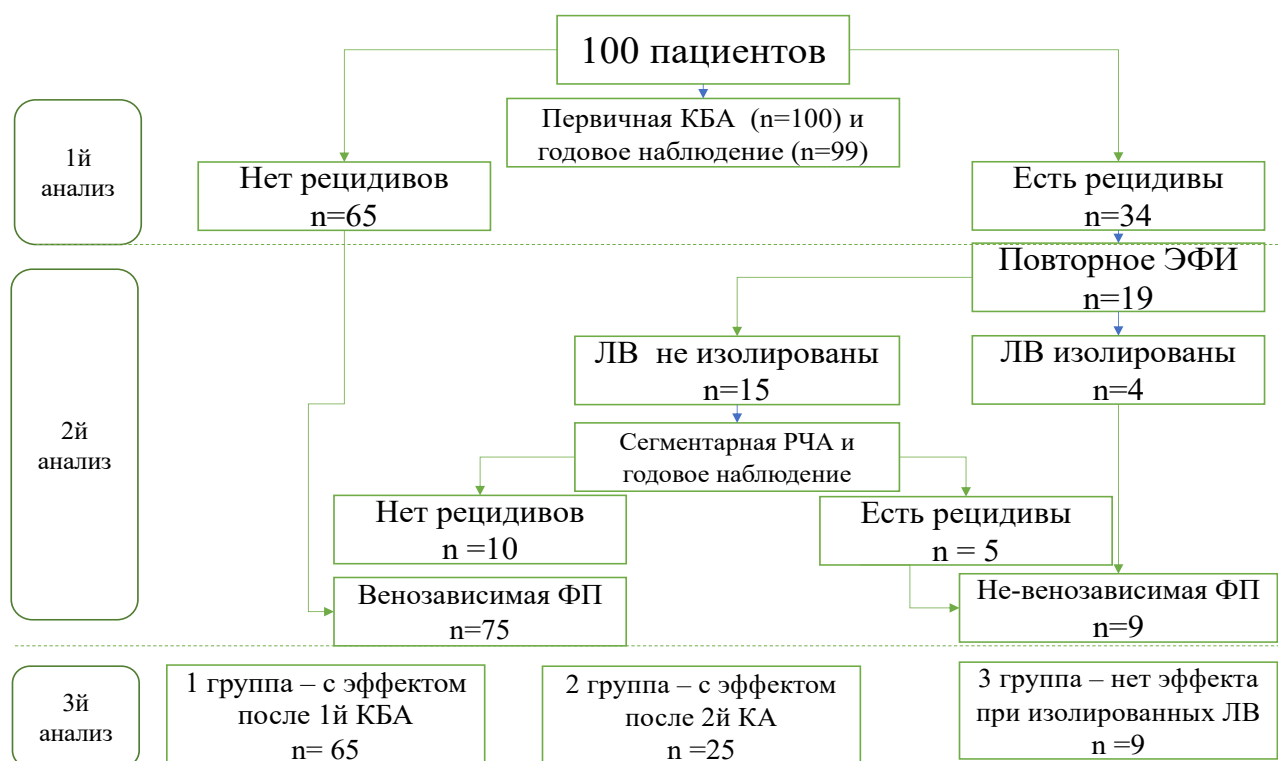 100 пациентов
Первичная КБА (n=100) и
годовое наблюдение (n=99)
1й
анализ
Нет рецидивов
n=65
Есть рецидивы
n=34
Повторное ЭФИ
n=19
ЛВ не изолированы
n=15
ЛВ изолированы
n=4
2й
анализ
Сегментарная РЧА и
годовое наблюдение
Нет рецидивов
n =10
Есть рецидивы
n = 5
Венозависимая ФП
n=75
Не-венозависимая ФП
n=9
3й
анализ
1 группа – с эффектом
после 1й КБА
n= 65
2 группа – с эффектом
после 2й КА
n =25
3 группа – нет эффекта
при изолированных ЛВ
n =9